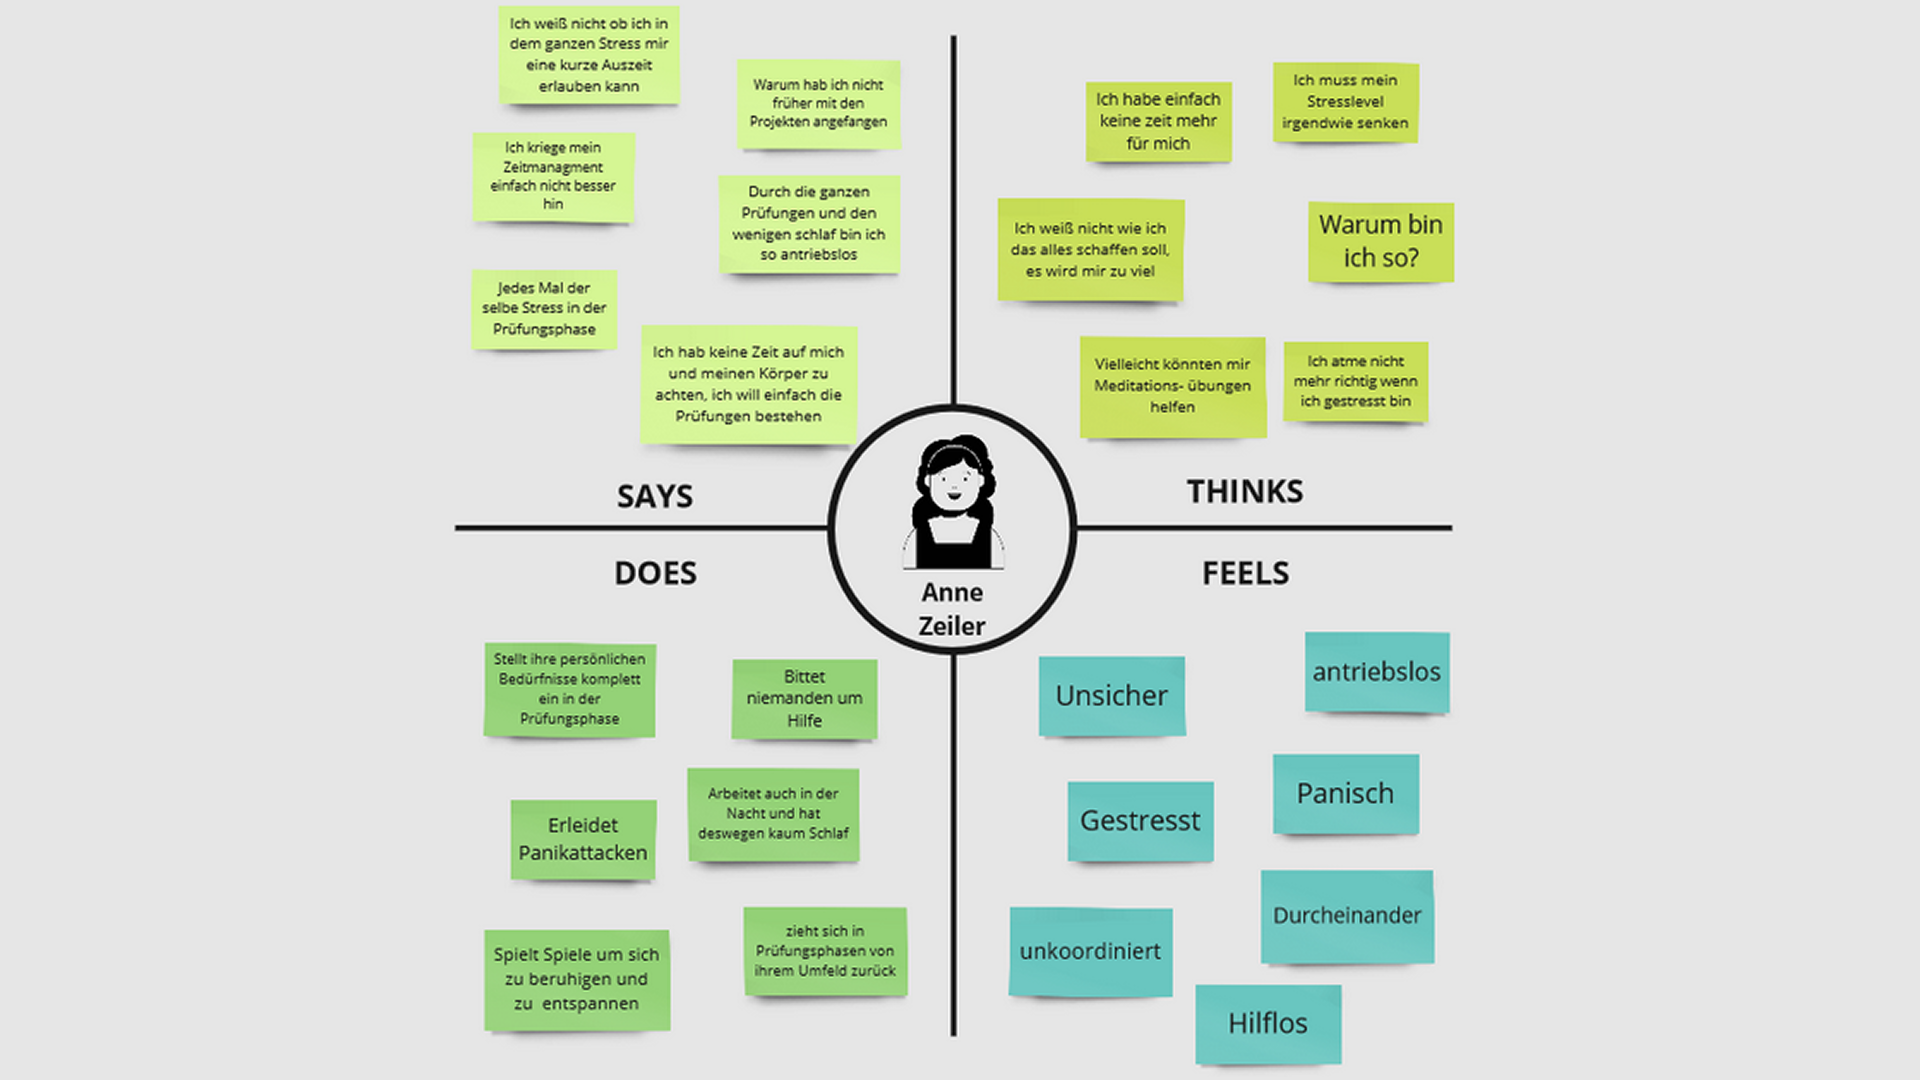 Ich weiß nicht ob ich in
dem ganzen Stress mir
eine kurze Auszeit
erlauben kann
Warum hab ich nicht
früher mit den
Projekten angefangen
Ich kriege mein
Zeitmanagment
einfach nicht besser
hin
Durch die ganzen
Prüfungen und den
wenigen schlaf bin ich
so antriebslos
Jedes Mal der
selbe Stress in der
Prüfungsphase
Ich hab keine Zeit auf mich
und meinen Körper zu
achten, ich will einfach die
Prüfungen bestehen
SAYS
Ich habe einfach
keine zeit mehr
für mich
Ich muss mein
Stresslevel
irgendwie senken
Ich weiß nicht wie ich
das alles schaffen soll,
es wird mir zu viel
Warum bin
ich so?
Vielleicht könnten mir
Meditations- übungen
helfen
Ich atme nicht
mehr richtig wenn
ich gestresst bin
THINKS
Anne
Zeiler
DOES
Stellt ihre persönlichen
Bedürfnisse komplett
ein in der
Prüfungsphase
Bittet
niemanden um
Hilfe
Erleidet
Panikattacken
Arbeitet auch in der
Nacht und hat
deswegen kaum Schlaf
Spielt Spiele um sich
zu beruhigen und
zu entspannen
zieht sich in
Prüfungsphasen von
ihrem Umfeld zurück
FEELS
Unsicher
antriebslos
Gestresst
Panisch
unkoordiniert
Durcheinander
Hilflos